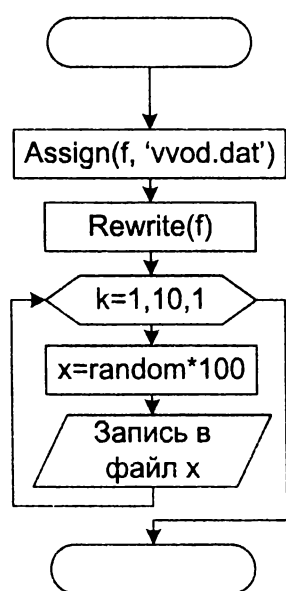 Assign(f, ‘vvod.dat’)
Rewrite(f)
k=1,10,1
x=random*100
Запись в
файл x